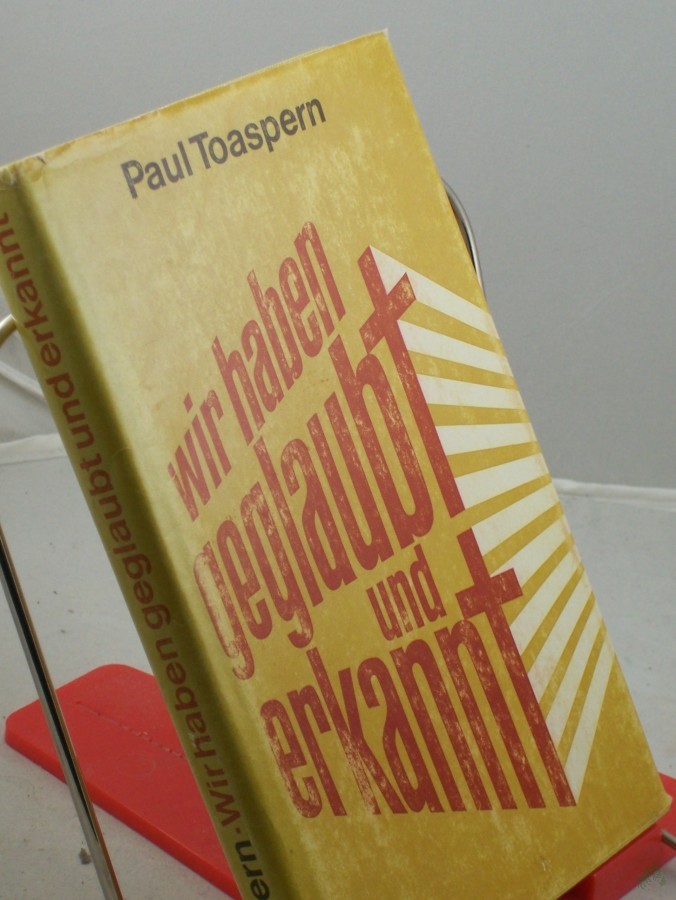 Paul Toaspern
wir haben
geglaubt
und
erkannt
ern - Wir haben geglaubt und erkannt